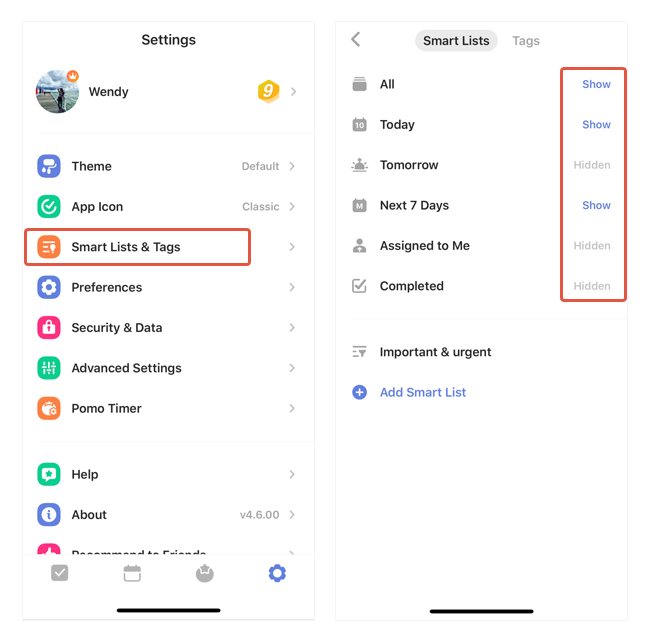 Settings
Wendy
9
Theme
Default
App Icon
Classic
Smart Lists & Tags
Preferences
Security & Data
Advanced Settings
Pomo Timer
Help
About
v4.6.00
Recommend to Friends
Smart Lists
Tags
All
Show
10
Today
Show
Tomorrow
Hidden
M
Next 7 Days
Show
Assigned to Me
Hidden
Completed
Hidden
Important & urgent
Add Smart List